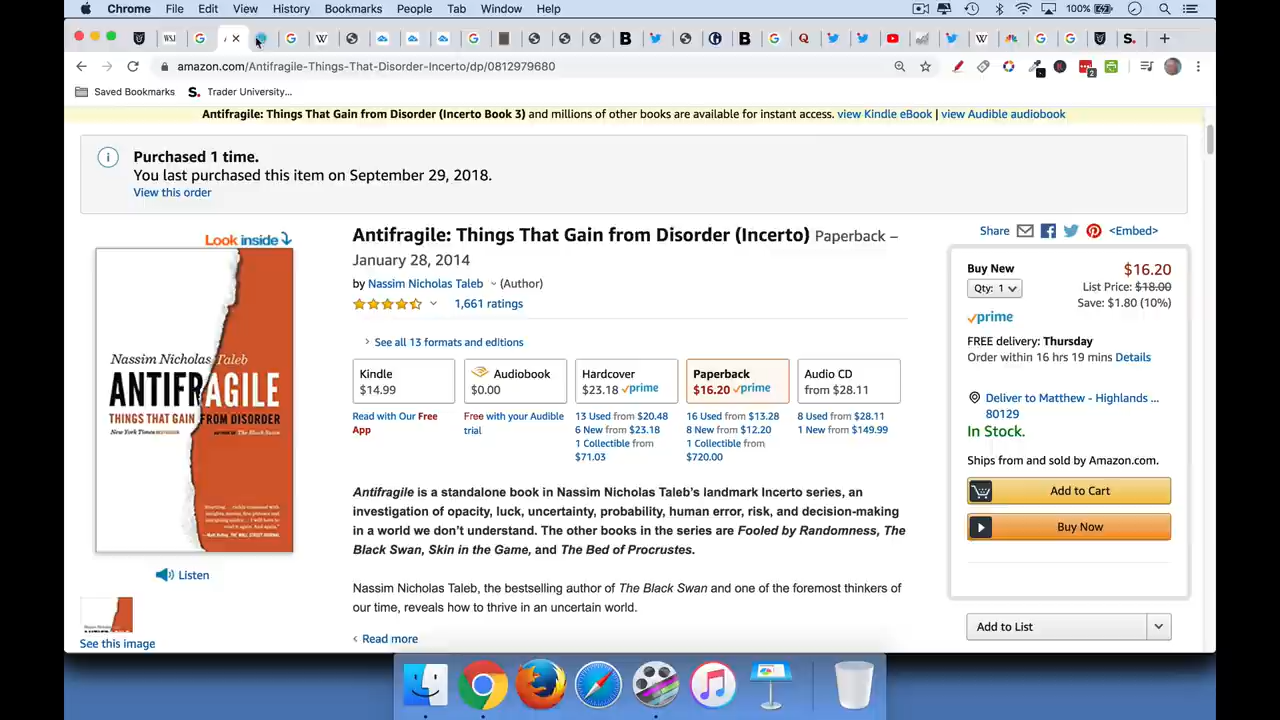 Chrome File Edit View History Bookmarks People Tab Window Help 100%
amazon.com/Antifragile-Things-That-Disorder-Incerto/dp/0812979680
Saved Bookmarks S. Trader University...
Antifragile: Things That Gain from Disorder (Incerto Book 3) and millions of other books are available for instant access. view Kindle eBook | view Audible audiobook
Purchased 1 time.
You last purchased this item on September 29, 2018.
View this order
Look inside
Nassim Nicholas Taleb
ANTIFRAGILE
THINGS THAT GAIN FROM DISORDER
Listen
See this image
Antifragile: Things That Gain from Disorder (Incerto) Paperback –
January 28, 2014
by Nassim Nicholas Taleb (Author)
1,661 ratings
See all 13 formats and editions
Kindle
$14.99
Audiobook
$0.00
Hardcover
$23.18 prime
Paperback
$16.20 prime
Audio CD
from $28.11
Read with Our Free
App
Free with your Audible
trial
13 Used from $20.48
6 New from $23.18
1 Collectible from
$71.03
16 Used from $13.28
8 New from $12.20
1 Collectible from
$720.00
8 Used from $28.11
1 New from $149.99
Antifragile is a standalone book in Nassim Nicholas Taleb's landmark Incerto series, an
investigation of opacity, luck, uncertainty, probability, human error, risk, and decision-making
in a world we don't understand. The other books in the series are Fooled by Randomness, The
Black Swan, Skin in the Game, and The Bed of Procrustes.
Nassim Nicholas Taleb, the bestselling author of The Black Swan and one of the foremost thinkers of
our time, reveals how to thrive in an uncertain world.
Read more
Share <Embed>
Buy New $16.20
Qty: 1 List Price: $18.00
Save: $1.80 (10%)
prime
FREE delivery: Thursday
Order within 16 hrs 19 mins Details
Deliver to Matthew - Highlands ...
80129
In Stock.
Ships from and sold by Amazon.com.
Add to Cart
Buy Now
Add to List